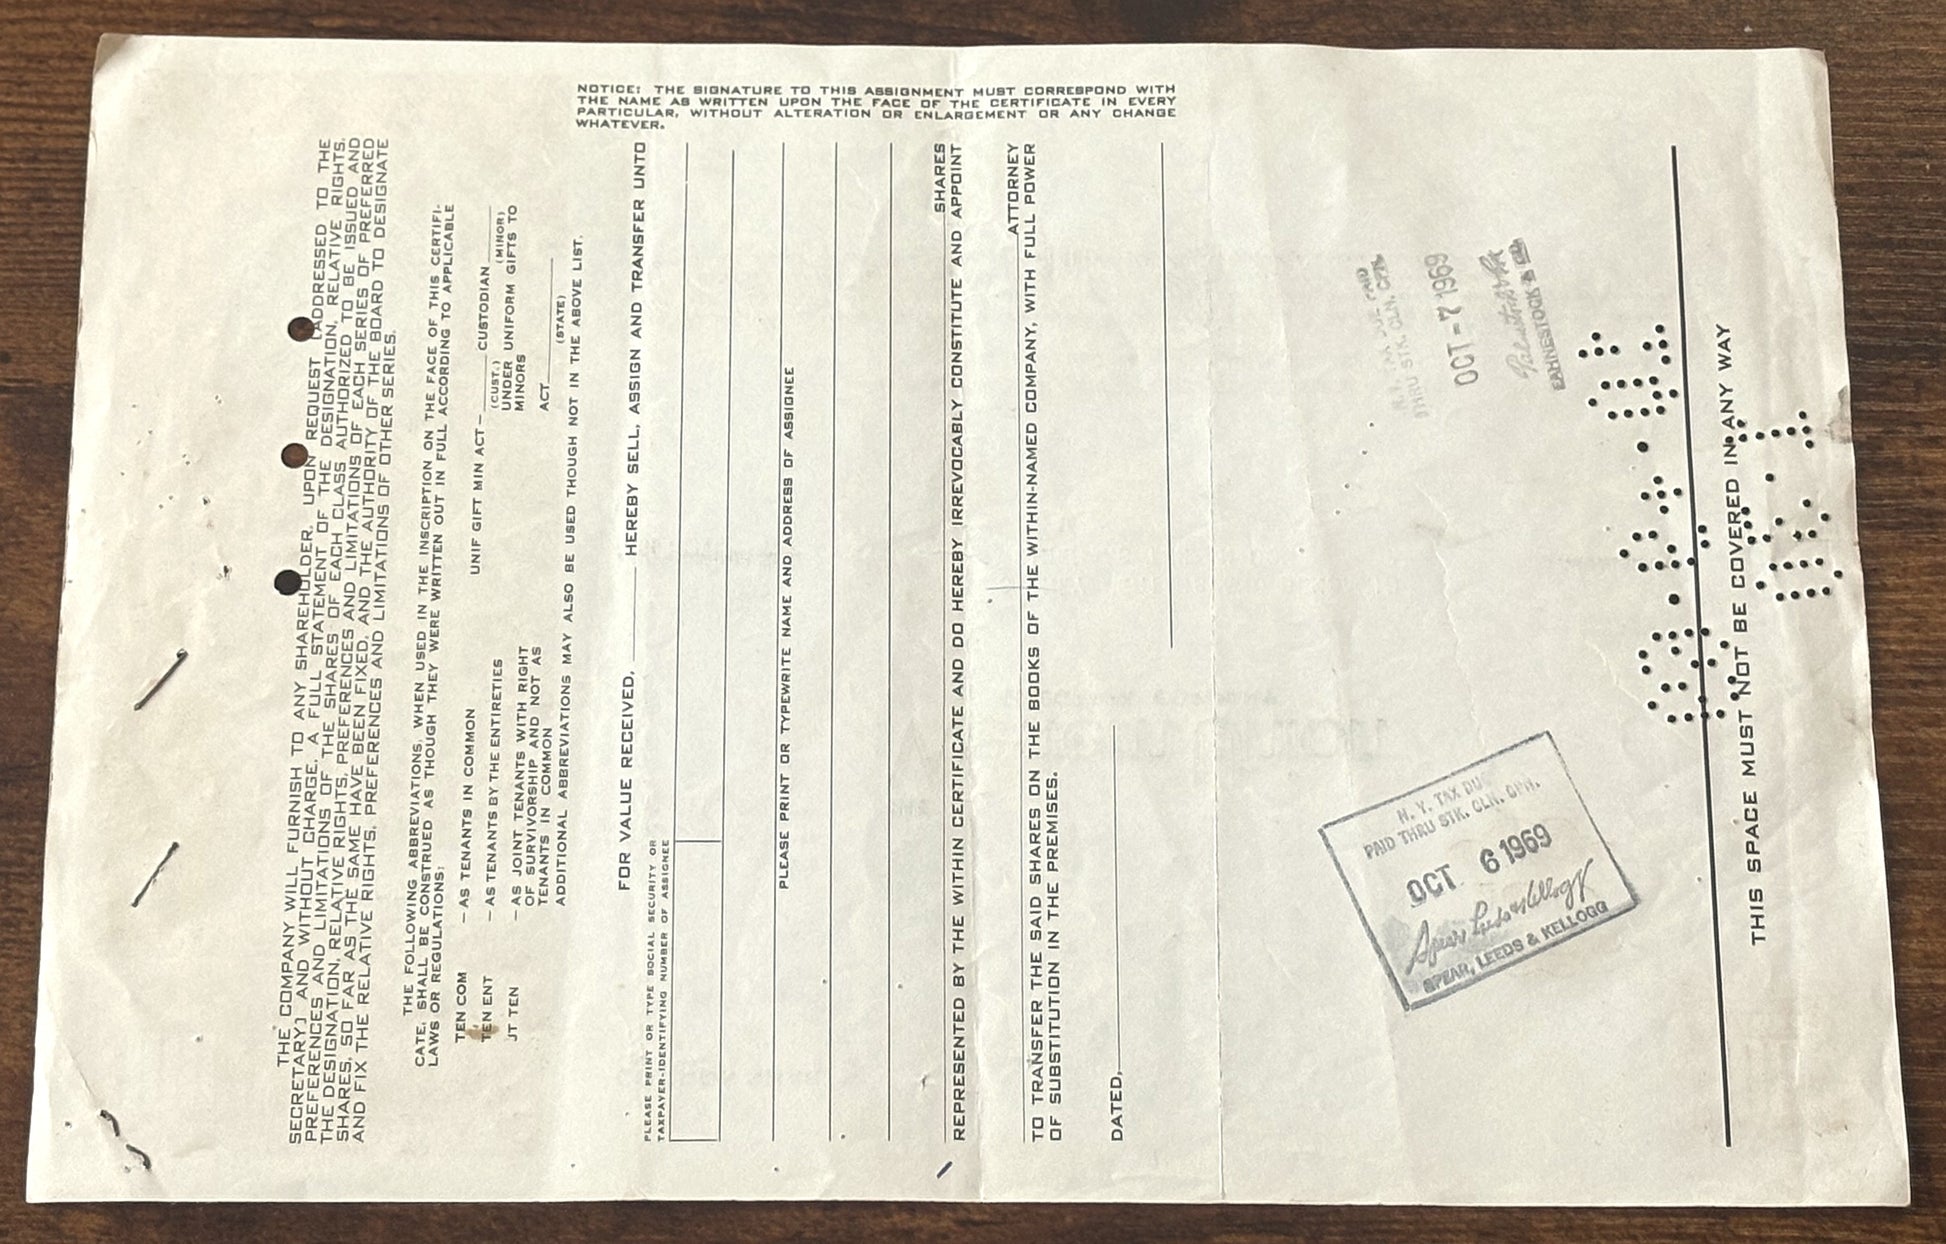 THE COMPANY WILL FURNISH TO ANY SHAREHOLDER, UPON REQUEST [ADDRESSED TO THE
SECRETARY] AND WITHOUT CHARGE, A FULL STATEMENT OF THE DESIGNATION, RELATIVE RIGHTS,
PREFERENCES AND LIMITATIONS OF THE SHARES OF EACH CLASS AUTHORIZED TO BE ISSUED AND
THE DESIGNATION, RELATIVE RIGHTS, PREFERENCES AND LIMITATIONS OF EACH SERIES OF PREFERRED
SHARES, SO FAR AS THE SAME HAVE BEEN FIXED, AND THE AUTHORITY OF THE BOARD TO DESIGNATE
AND FIX THE RELATIVE RIGHTS, PREFERENCES AND LIMITATIONS OF OTHER SERIES.
THE FOLLOWING ABBREVIATIONS, WHEN USED IN THE INSCRIPTION ON THE FACE OF THIS CERTIFI-
CATE, SHALL BE CONSTRUED AS THOUGH THEY WERE WRITTEN OUT IN FULL ACCORDING TO APPLICABLE
LAWS OR REGULATIONS:
TEN COM — AS TENANTS IN COMMON
TEN ENT — AS TENANTS BY THE ENTIRETIES
JT TEN — AS JOINT TENANTS WITH RIGHT
OF SURVIVORSHIP AND NOT AS
TENANTS IN COMMON
UNIF GIFT MIN ACT — CUSTODIAN
(CUST.) (MINOR)
UNDER UNIFORM GIFTS TO
MINORS
ACT
(STATE)
ADDITIONAL ABBREVIATIONS MAY ALSO BE USED THOUGH NOT IN THE ABOVE LIST.
FOR VALUE RECEIVED, HEREBY SELL, ASSIGN AND TRANSFER UNTO
PLEASE PRINT OR TYPE SOCIAL SECURITY OR
TAXPAYER-IDENTIFYING NUMBER OF ASSIGNEE
PLEASE PRINT OR TYPEWRITE NAME AND ADDRESS OF ASSIGNEE
SHARES
REPRESENTED BY THE WITHIN CERTIFICATE AND DO HEREBY IRREVOCABLY CONSTITUTE AND APPOINT
ATTORNEY
TO TRANSFER THE SAID SHARES ON THE BOOKS OF THE WITHIN-NAMED COMPANY, WITH FULL POWER
OF SUBSTITUTION IN THE PREMISES.
DATED,
NOTICE: THE SIGNATURE TO THIS ASSIGNMENT MUST CORRESPOND WITH
THE NAME AS WRITTEN UPON THE FACE OF THE CERTIFICATE IN EVERY
PARTICULAR, WITHOUT ALTERATION OR ENLARGEMENT OR ANY CHANGE
WHATEVER.
N. Y. TAX DUE PAID
THRU STK. CLN. CPN.
OCT - 7 1969
FAHNESTOCK & CO.
N. Y. TAX DUE
PAID THRU STK. CLN. CPN.
OCT 6 1969
Spear Leeds & Kellogg
SPEAR, LEEDS & KELLOGG
THIS SPACE MUST NOT BE COVERED IN ANY WAY